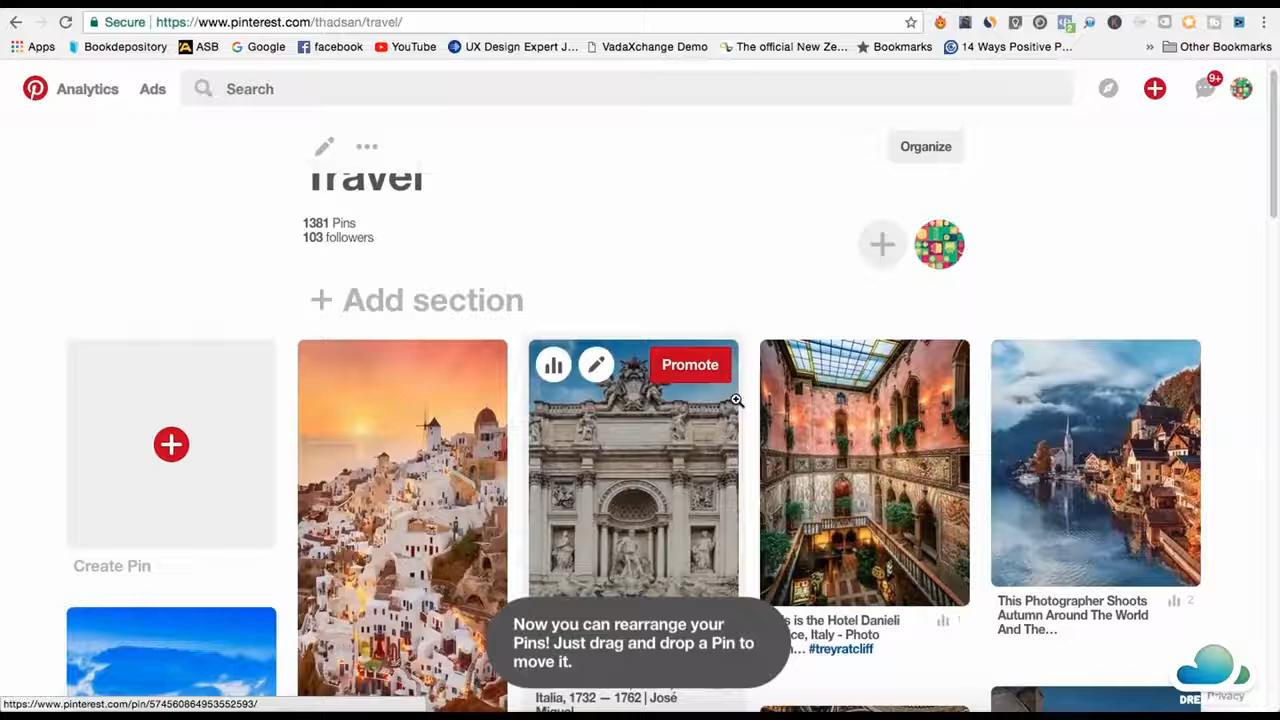 Secure https://www.pinterest.com/thadsan/travel/
Apps Bookdepository ASB Google facebook YouTube UX Design Expert J... VadaXchange Demo The official New Ze... Bookmarks 14 Ways Positive P... » Other Bookmarks
Analytics Ads Search 9+
Organize
Travel
1381 Pins
103 followers
+ Add section
Promote
Create Pin
This Photographer Shoots 2
Autumn Around The World
And The...
s is the Hotel Danieli 1
ce, Italy - Photo
... #treyratcliff
Now you can rearrange your
Pins! Just drag and drop a Pin to
move it.
Italia, 1732 — 1762 | José
Miguel
Privacy
https://www.pinterest.com/pin/574560864953552593/